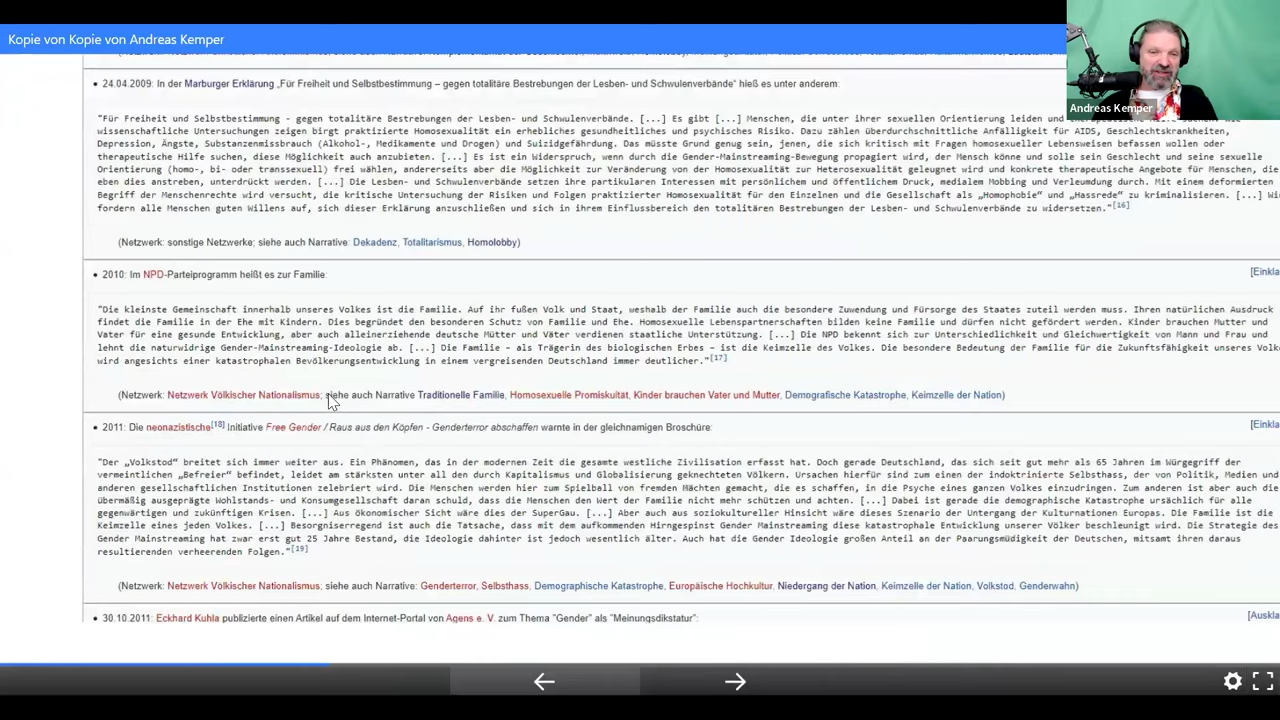 Kopie von Kopie von Andreas Kemper
Andreas Kemper
• 24.04.2009: In der Marburger Erklärung „Für Freiheit und Selbstbestimmung – gegen totalitäre Bestrebungen der Lesben- und Schwulenverbände“ hieß es unter anderem:
"Für Freiheit und Selbstbestimmung - gegen totalitäre Bestrebungen der Lesben- und Schwulenverbände. [...] Es gibt [...] Menschen, die unter ihrer sexuellen Orientierung leiden und
wissenschaftliche Untersuchungen zeigen birgt praktizierte Homosexualität ein erhebliches gesundheitliches und psychisches Risiko. Dazu zählen überdurchschnittliche Anfälligkeit für AIDS, Geschlechtskrankheiten,
Depression, Ängste, Substanzenmissbrauch (Alkohol-, Medikamente und Drogen) und Suizidgefährdung. Das müsste Grund genug sein, jenen, die sich kritisch mit Fragen homosexueller Lebensweisen befassen wollen oder
therapeutische Hilfe suchen, diese Möglichkeit auch anzubieten. [...] Es ist ein Widerspruch, wenn durch die Gender-Mainstreaming-Bewegung propagiert wird, der Mensch könne und solle sein Geschlecht und seine sexuelle
Orientierung (homo-, bi- oder transsexuell) frei wählen, andererseits aber die Möglichkeit zur Veränderung von der Homosexualität zur Heterosexualität geleugnet wird und konkrete therapeutische Angebote für Menschen, die
eben dies anstreben, unterdrückt werden. [...] Die Lesben- und Schwulenverbände setzen ihre partikularen Interessen mit persönlichem und öffentlichem Druck, medialem Mobbing und Verleumdung durch. Mit einem deformierten
Begriff der Menschenrechte wird versucht, die kritische Untersuchung der Risiken und Folgen praktizierter Homosexualität für den Einzelnen und die Gesellschaft als „Homophobie“ und „Hassrede“ zu kriminalisieren. [...] Wi
fordern alle Menschen guten Willens auf, sich dieser Erklärung anzuschließen und sich in ihrem Einflussbereich den totalitären Bestrebungen der Lesben- und Schwulenverbände zu widersetzen."[16]
(Netzwerk: sonstige Netzwerke; siehe auch Narrative: Dekadenz, Totalitarismus, Homolobby)
• 2010: Im NPD-Parteiprogramm heißt es zur Familie: [Einkla
"Die kleinste Gemeinschaft innerhalb unseres Volkes ist die Familie. Auf ihr fußen Volk und Staat, weshalb der Familie auch die besondere Zuwendung und Fürsorge des Staates zuteil werden muss. Ihren natürlichen Ausdruck
findet die Familie in der Ehe mit Kindern. Dies begründet den besonderen Schutz von Familie und Ehe. Homosexuelle Lebenspartnerschaften bilden keine Familie und dürfen nicht gefördert werden. Kinder brauchen Mutter und
Vater für eine gesunde Entwicklung, aber auch alleinerziehende deutsche Mütter und Väter verdienen staatliche Unterstützung. [...] Die NPD bekennt sich zur Unterschiedlichkeit und Gleichwertigkeit von Mann und Frau und
lehnt die naturwidrige Gender-Mainstreaming-Ideologie ab. [...] Die Familie – als Trägerin des biologischen Erbes – ist die Keimzelle des Volkes. Die besondere Bedeutung der Familie für die Zukunftsfähigkeit unseres Volk
wird angesichts einer katastrophalen Bevölkerungsentwicklung in einem vergreisenden Deutschland immer deutlicher."[17]
(Netzwerk: Netzwerk Völkischer Nationalismus; siehe auch Narrative Traditionelle Familie, Homosexuelle Promiskuität, Kinder brauchen Vater und Mutter, Demografische Katastrophe, Keimzelle der Nation)
• 2011: Die neonazistische[18] Initiative Free Gender / Raus aus den Köpfen - Genderterror abschaffen warnte in der gleichnamigen Broschüre: [Einkla
"Der „Volkstod“ breitet sich immer weiter aus. Ein Phänomen, das in der modernen Zeit die gesamte westliche Zivilisation erfasst hat. Doch gerade Deutschland, das sich seit gut mehr als 65 Jahren im Würgegriff der
vermeintlichen „Befreier“ befindet, leidet am stärksten unter all den durch Kapitalismus und Globalisierung geknechteten Völkern. Ursachen hierfür sind zum einen der indoktrinierte Selbsthass, der von Politik, Medien und
anderen gesellschaftlichen Institutionen zelebriert wird. Die Menschen werden hier zum Spielball von fremden Mächten gemacht, die es schaffen, in die Psyche eines ganzen Volkes einzudringen. Zum anderen ist aber auch die
übermäßig ausgeprägte Wohlstands- und Konsumgesellschaft daran schuld, dass die Menschen den Wert der Familie nicht mehr schützen und achten. [...] Dabei ist gerade die demographische Katastrophe ursächlich für alle
gegenwärtigen und zukünftigen Krisen. [...] Aus ökonomischer Sicht wäre dies der SuperGau. [...] Aber auch aus soziokultureller Hinsicht wäre dieses Szenario der Untergang der Kulturnationen Europas. Die Familie ist die
Keimzelle eines jeden Volkes. [...] Besorgniserregend ist auch die Tatsache, dass mit dem aufkommenden Hirngespinst Gender Mainstreaming diese katastrophale Entwicklung unserer Völker beschleunigt wird. Die Strategie des
Gender Mainstreaming hat zwar erst gut 25 Jahre Bestand, die Ideologie dahinter ist jedoch wesentlich älter. Auch hat die Gender Ideologie großen Anteil an der Paarungsmüdigkeit der Deutschen, mitsamt ihren daraus
resultierenden verheerenden Folgen."[19]
(Netzwerk: Netzwerk Völkischer Nationalismus; siehe auch Narrative: Genderterror, Selbsthass, Demographische Katastrophe, Europäische Hochkultur, Niedergang der Nation, Keimzelle der Nation, Volkstod, Genderwahn)
• 30.10.2011: Eckhard Kuhla publizierte einen Artikel auf dem Internet-Portal von Agens e. V. zum Thema "Gender" als "Meinungsdikstatur": [Auskla